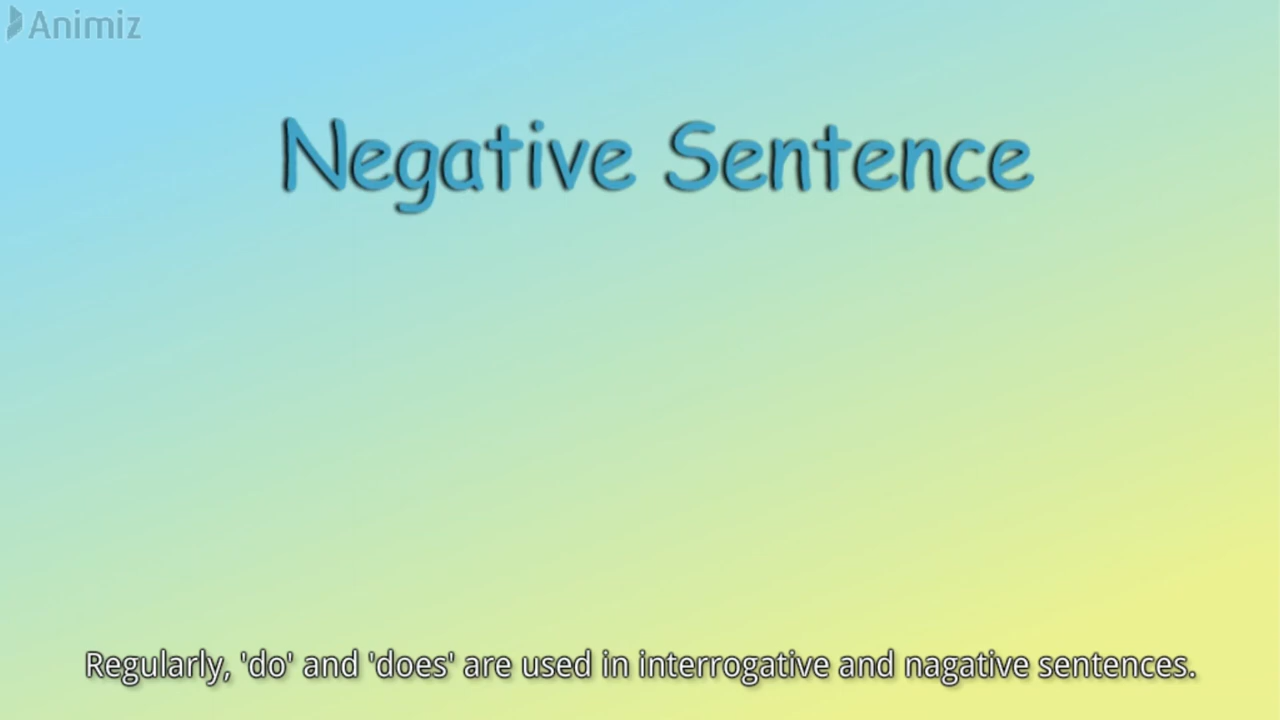 Animiz
Negative Sentence
Regularly, 'do' and 'does' are used in interrogative and nagative sentences.